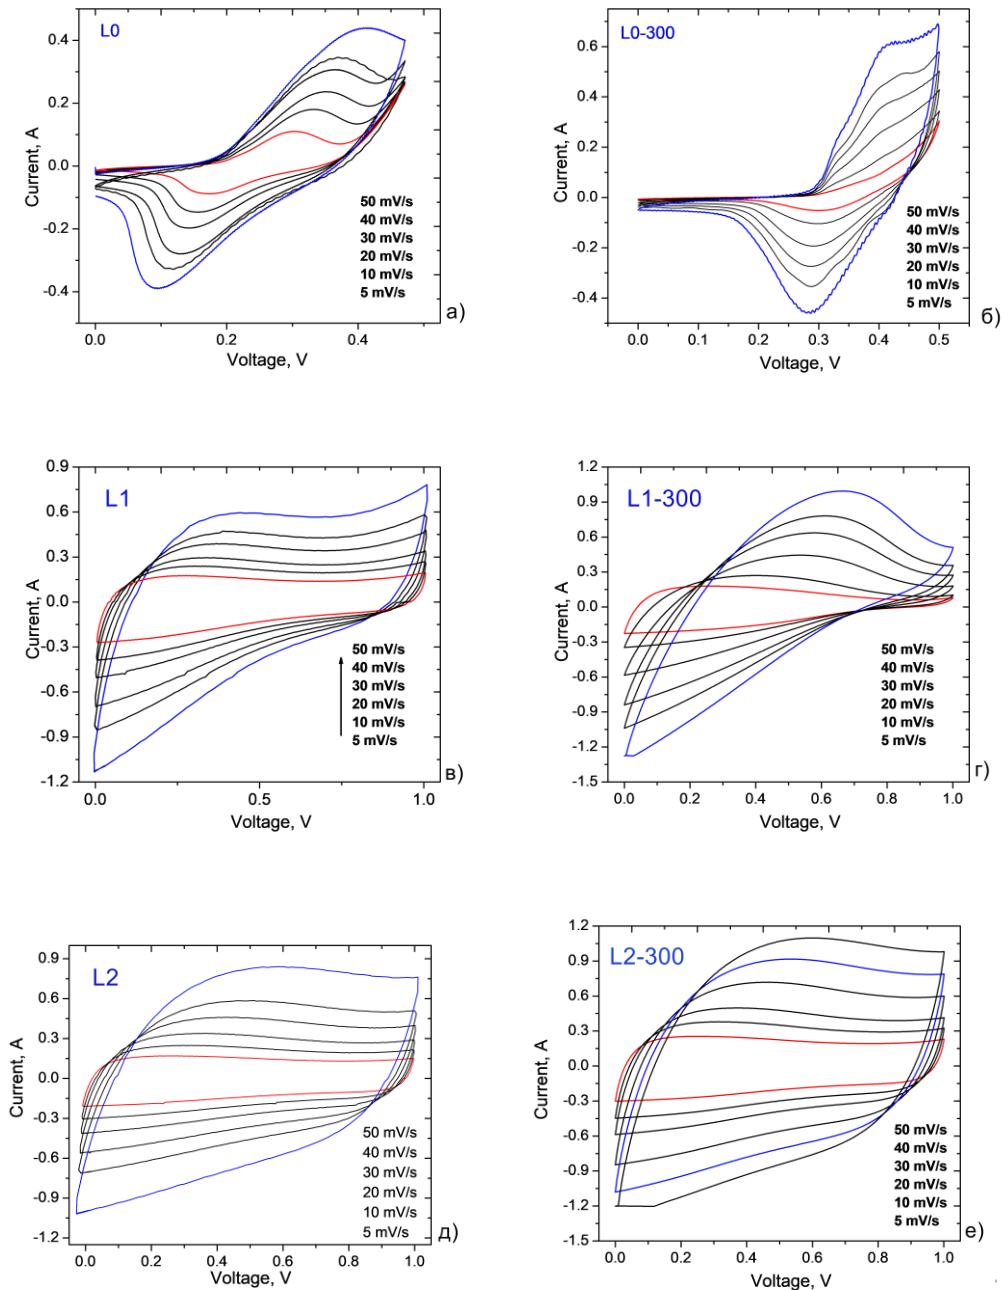 L0
Current, A
0.4
0.2
0.0
-0.2
-0.4
50 mV/s
40 mV/s
30 mV/s
20 mV/s
10 mV/s
5 mV/s
0.0 0.2 0.4
Voltage, V
а)
L0-300
Current, A
0.6
0.4
0.2
0.0
-0.2
-0.4
50 mV/s
40 mV/s
30 mV/s
20 mV/s
10 mV/s
5 mV/s
0.0 0.1 0.2 0.3 0.4 0.5
Voltage, V
б)
L1
Current, A
0.9
0.6
0.3
0.0
-0.3
-0.6
-0.9
-1.2
50 mV/s
40 mV/s
30 mV/s
20 mV/s
10 mV/s
5 mV/s
0.0 0.5 1.0
Voltage, V
в)
L1-300
Current, A
1.2
0.9
0.6
0.3
0.0
-0.3
-0.6
-0.9
-1.2
-1.5
50 mV/s
40 mV/s
30 mV/s
20 mV/s
10 mV/s
5 mV/s
0.0 0.2 0.4 0.6 0.8 1.0
Voltage, V
г)
L2
Current, A
0.9
0.6
0.3
0.0
-0.3
-0.6
-0.9
-1.2
50 mV/s
40 mV/s
30 mV/s
20 mV/s
10 mV/s
5 mV/s
0.0 0.2 0.4 0.6 0.8 1.0
Voltage, V
д)
L2-300
Current, A
1.2
0.9
0.6
0.3
0.0
-0.3
-0.6
-0.9
-1.2
-1.5
50 mV/s
40 mV/s
30 mV/s
20 mV/s
10 mV/s
5 mV/s
0.0 0.2 0.4 0.6 0.8 1.0
Voltage, V
е)